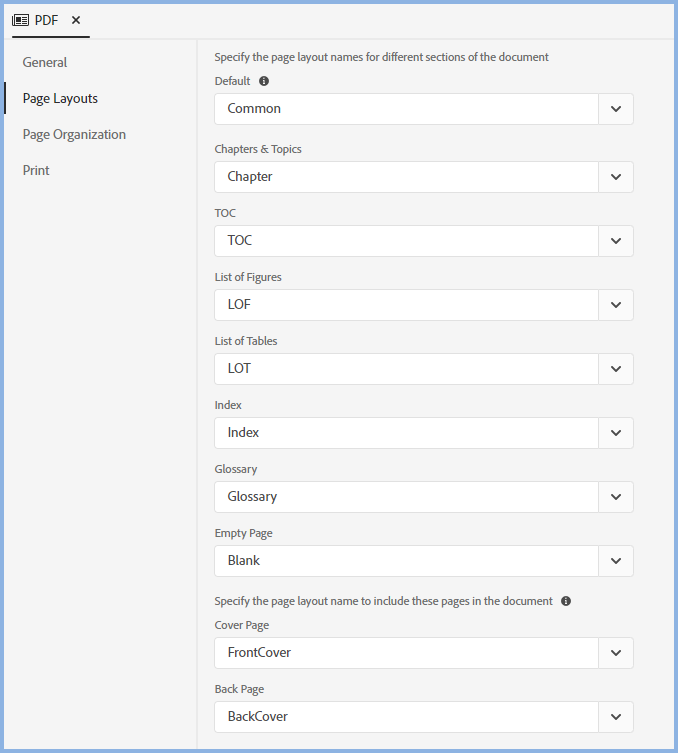 PDF
General
Page Layouts
Page Organization
Print
Specify the page layout names for different sections of the document
Default
Common
Chapters & Topics
Chapter
TOC
TOC
List of Figures
LOF
List of Tables
LOT
Index
Index
Glossary
Glossary
Empty Page
Blank
Specify the page layout name to include these pages in the document
Cover Page
FrontCover
Back Page
BackCover